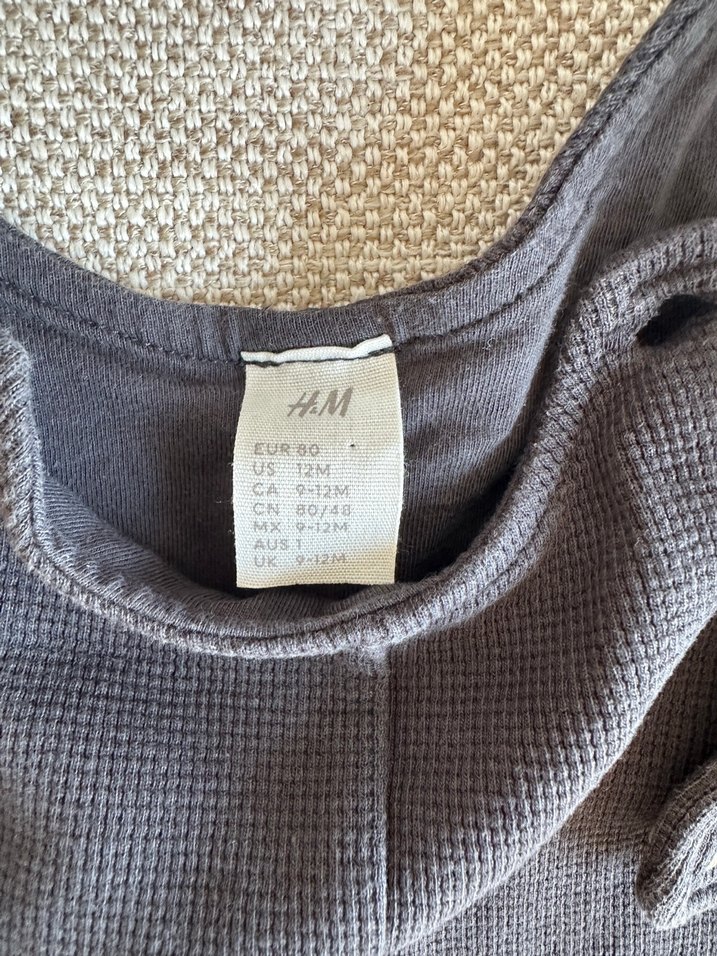 H&M
EUR 80
US 12M
CA 9-12M
CN 80/48
MX 9-12M
AUS 1
UK 9-12M